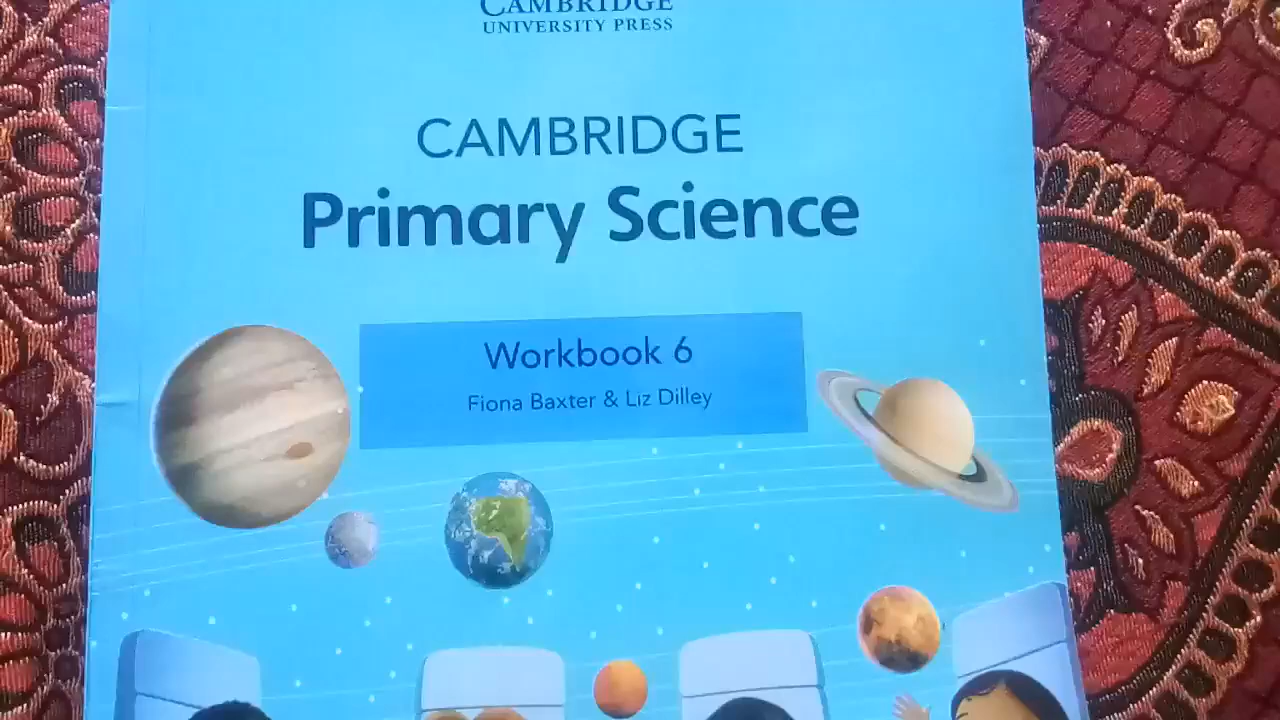 CAMBRIDGE
UNIVERSITY PRESS
CAMBRIDGE
Primary Science
Workbook 6
Fiona Baxter & Liz Dilley